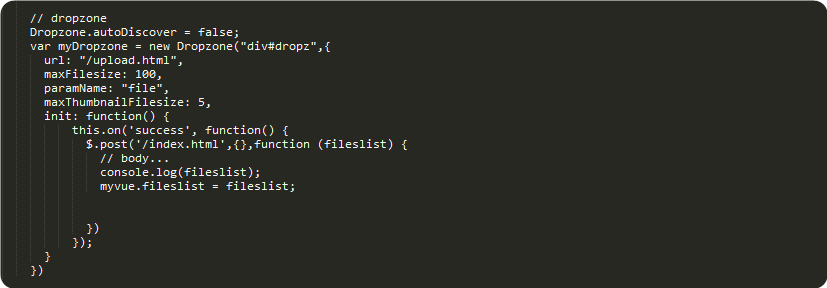 // dropzone
Dropzone.autoDiscover = false;
var myDropzone = new Dropzone("div#dropz",{
  url: "/upload.html",
  maxFilesize: 100,
  paramName: "file",
  maxThumbnailFilesize: 5,
  init: function() {
      this.on('success', function() {
        $.post('/index.html',{},function (fileslist) {
          // body...
          console.log(fileslist);
          myvue.fileslist = fileslist;
        })
      });
  }
})